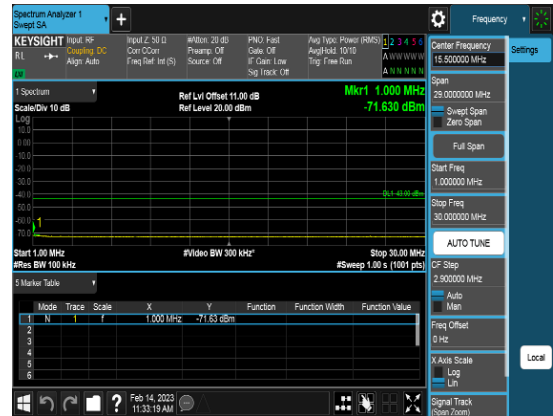 Spectrum Analyzer 1
Swept SA
+
Frequency
KEYSIGHT
RL
Input: RF
Coupling: DC
Align: Auto
Input Z: 50 Ω
Corr CCorr
Freq Ref: Int (S)
#Atten: 20 dB
Preamp: Off
Source: Off
PNO: Fast
Gate: Off
IF Gain: Low
Sig Track: Off
Avg Type: Power (RMS)
Avg|Hold: 10/10
Trig: Free Run
1 2 3 4 5 6
A W W W W W
A N N N N N
Center Frequency
15.500000 MHz
Settings
Span
29.0000000 MHz
Swept Span
Zero Span
Full Span
Start Freq
1.000000 MHz
Stop Freq
30.000000 MHz
AUTO TUNE
CF Step
2.900000 MHz
Auto
Man
Freq Offset
0 Hz
X Axis Scale
Log
Lin
Signal Track
(Span Zoom)
Local
1 Spectrum
Scale/Div 10 dB
Ref Lvl Offset 11.00 dB
Ref Level 20.00 dBm
Mkr1 1.000 MHz
-71.630 dBm
Log
10.0
0.00
-10.0
-20.0
-30.0
-40.0
-50.0
-60.0
-70.0
DL1 -43.00 dBm
1
Start 1.00 MHz
#Res BW 100 kHz
#Video BW 300 kHz*
Stop 30.00 MHz
#Sweep 1.00 s (1001 pts)
5 Marker Table
Mode Trace Scale X Y Function Function Width Function Value
1 N 1 f 1.000 MHz -71.63 dBm
2
3
4
5
6
?
Feb 14, 2023
11:33:19 AM